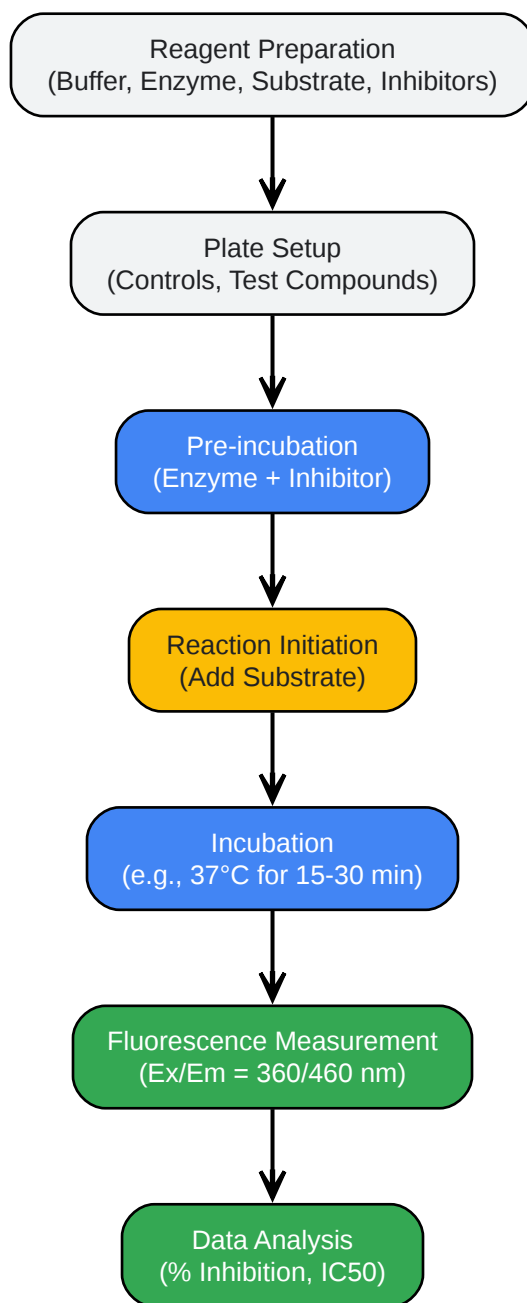 Reagent Preparation
(Buffer, Enzyme, Substrate, Inhibitors)
Plate Setup
(Controls, Test Compounds)
Pre-incubation
(Enzyme + Inhibitor)
Reaction Initiation
(Add Substrate)
Incubation
(e.g., 37°C for 15-30 min)
Fluorescence Measurement
(Ex/Em = 360/460 nm)
Data Analysis
(% Inhibition, IC50)